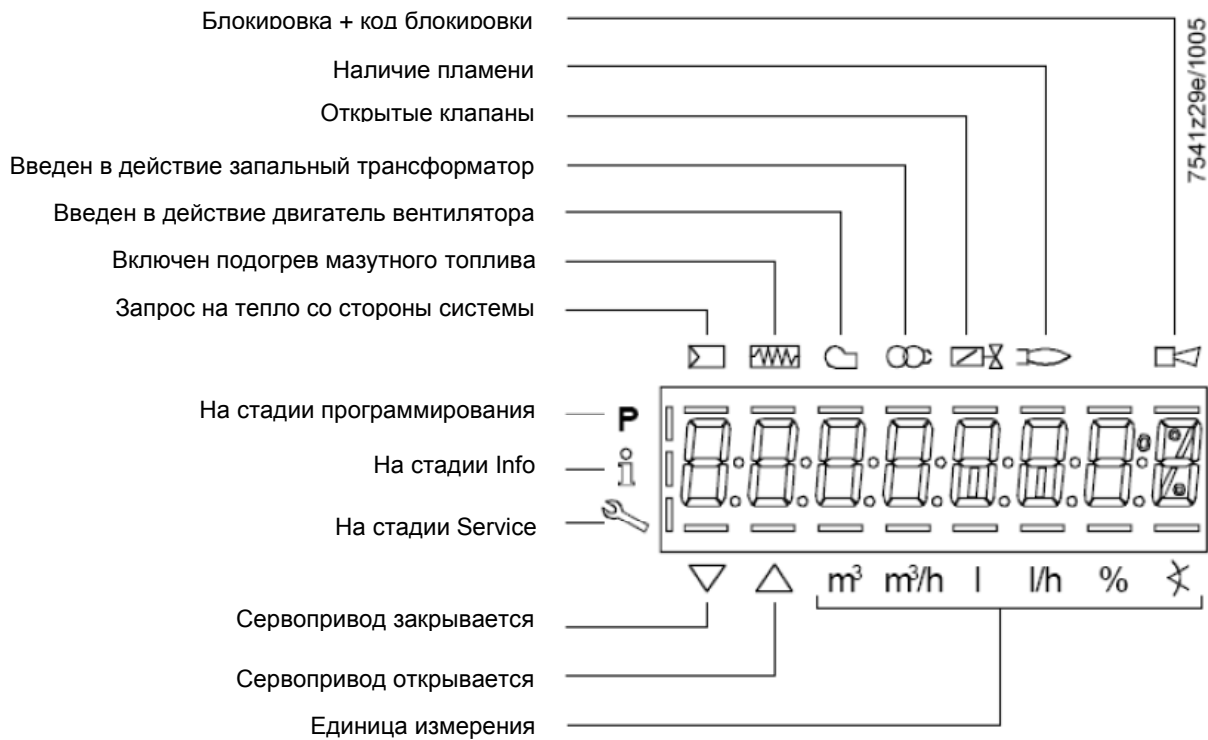 Блокировка + код блокировки
Наличие пламени
Открытые клапаны
Введен в действие запальный трансформатор
Введен в действие двигатель вентилятора
Включен подогрев мазутного топлива
Запрос на тепло со стороны системы
7541z29e/1005
На стадии программирования
P
На стадии Info
i
На стадии Service
m³ m³/h l l/h %
Сервопривод закрывается
Сервопривод открывается
Единица измерения